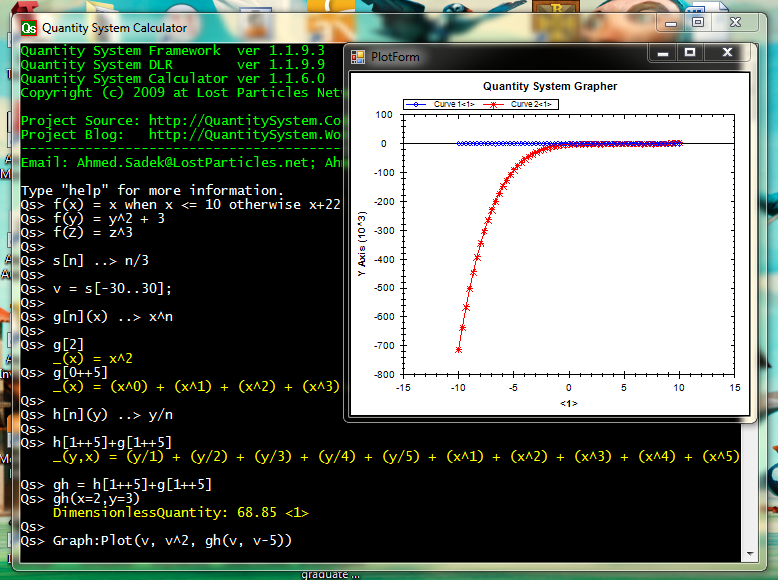 Quantity System Calculator
Quantity System Framework ver 1.1.9.3
Quantity System DLR ver 1.1.9.9
Quantity System Calculator ver 1.1.6.0
Copyright (c) 2009 at Lost Particles Net
Project Source: http://QuantitySystem.Co
Project Blog: http://QuantitySystem.Wo
--------------------------------------------------
Email: Ahmed.Sadek@LostParticles.net; Ah
Type "help" for more information.
Qs> f(x) = x when x <= 10 otherwise x+22
Qs> f(y) = y^2 + 3
Qs> f(z) = z^3
Qs>
Qs> s[n] ..> n/3
Qs>
Qs> v = s[-30..30];
Qs>
Qs> g[n](x) ..> x^n
Qs>
Qs> g[2]
_(x) = x^2
Qs> g[0++5]
_(x) = (x^0) + (x^1) + (x^2) + (x^3)
Qs>
Qs> h[n](y) ..> y/n
Qs>
Qs> h[1++5]+g[1++5]
_(y,x) = (y/1) + (y/2) + (y/3) + (y/4) + (y/5) + (x^1) + (x^2) + (x^3) + (x^4) + (x^5)
Qs> gh = h[1++5]+g[1++5]
Qs> gh(x=2,y=3)
DimensionlessQuantity: 68.85 <1>
Qs>
Qs> Graph:Plot(v, v^2, gh(v, v-5))
PlotForm
Quantity System Grapher
Curve 1<1> Curve 2<1>
100
0
-100
-200
-300
-400
-500
-600
-700
-800
Y Axis (10^3)
-15 -10 -5 0 5 10 15
<1>
graduate ...